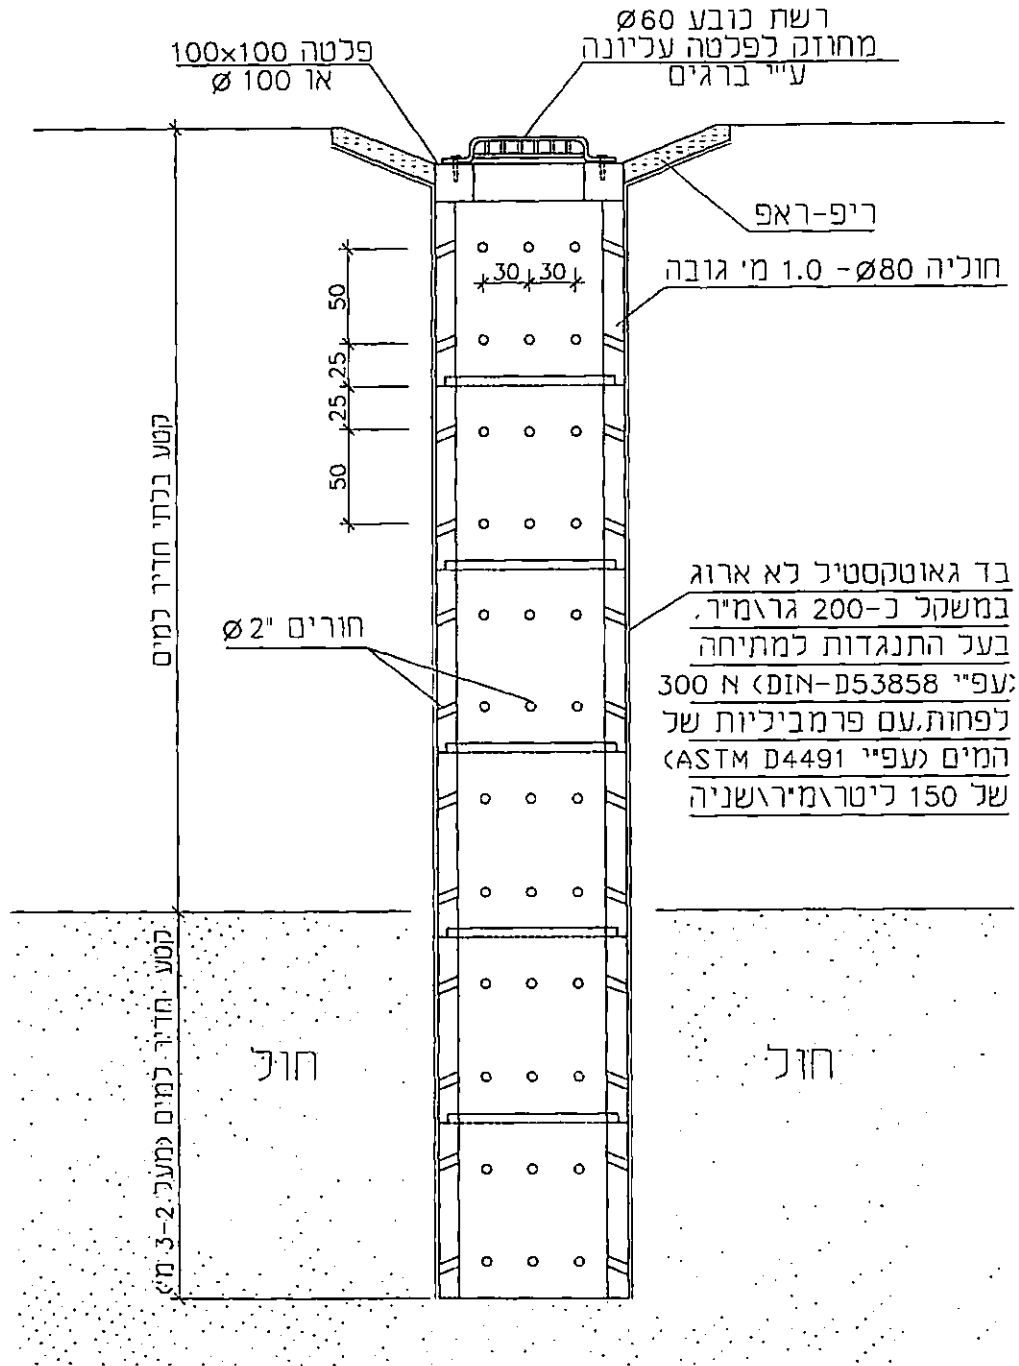 רשת כובע Ø60
מחוזק לפלטה עליונה
ע"י ברגים
פלטה 100x100
או Ø 100
ריפ-ראפ
חוליה Ø80 - 1.0 מ' גובה
30
30
50
25
25
50
קטע בלתי חדיר למים
חורים "2 Ø
בד גאוטקסטיל לא ארוג
במשקל כ-200 גר\מ"ר,
בעל התנגדות למתיחה
300 N (DIN-D53858 עפ"י)
לפחות,עם פרמביליות של
המים (עפ"י ASTM D4491)
של 150 ליטר\מ"ר\שניה
קטע חדיר למים (מעל 3-2 מ')
חול
חול